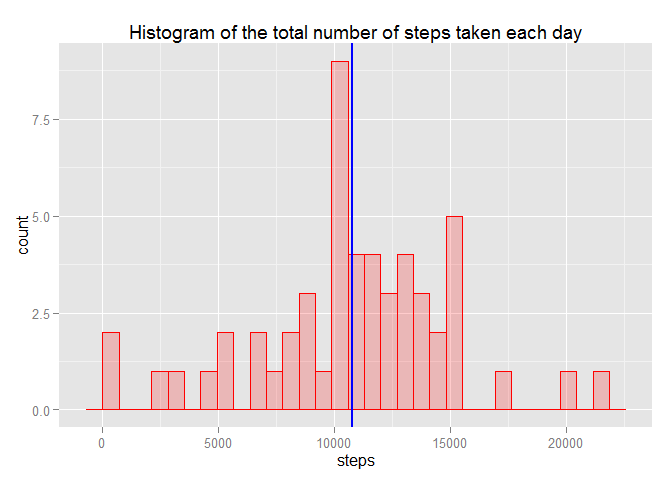 Histogram of the total number of steps taken each day
7.5
5.0
2.5
0.0
count
0 5000 10000 15000 20000
steps